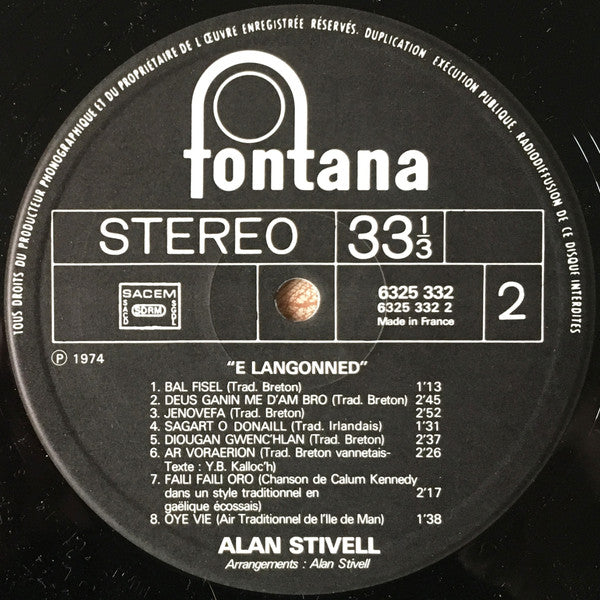 TOUS DROITS DU PRODUCTEUR PHONOGRAPHIQUE ET DU PROPRIÉTAIRE DE L'ŒUVRE ENREGISTRÉE RÉSERVÉS. DUPLICATION, EXÉCUTION PUBLIQUE, RADIODIFFUSION DE CE DISQUE INTERDITES
fontana
STEREO 33 1/3
SACEM
SACD SDRM SGDL
6325 332
6325 332 2
Made in France
2
Ⓟ 1974
"E LANGONNED"
1. BAL FISEL (Trad. Breton) 1'13
2. DEUS GANIN ME D'AM BRO (Trad. Breton) 2'45
3. JENOVEFA (Trad. Breton) 2'52
4. SAGART O DONAILL (Trad. Irlandais) 1'31
5. DIOUGAN GWENC'HLAN (Trad. Breton) 2'37
6. AR VORAERION (Trad. Breton vannetais- 2'26
Texte : Y.B. Kalloc'h)
7. FAILI FAILI ORO (Chanson de Calum Kennedy
dans un style traditionnel en 2'17
gaëlique écossais)
8. OYE VIE (Air Traditionnel de l'Ile de Man) 1'38
ALAN STIVELL
Arrangements : Alan Stivell